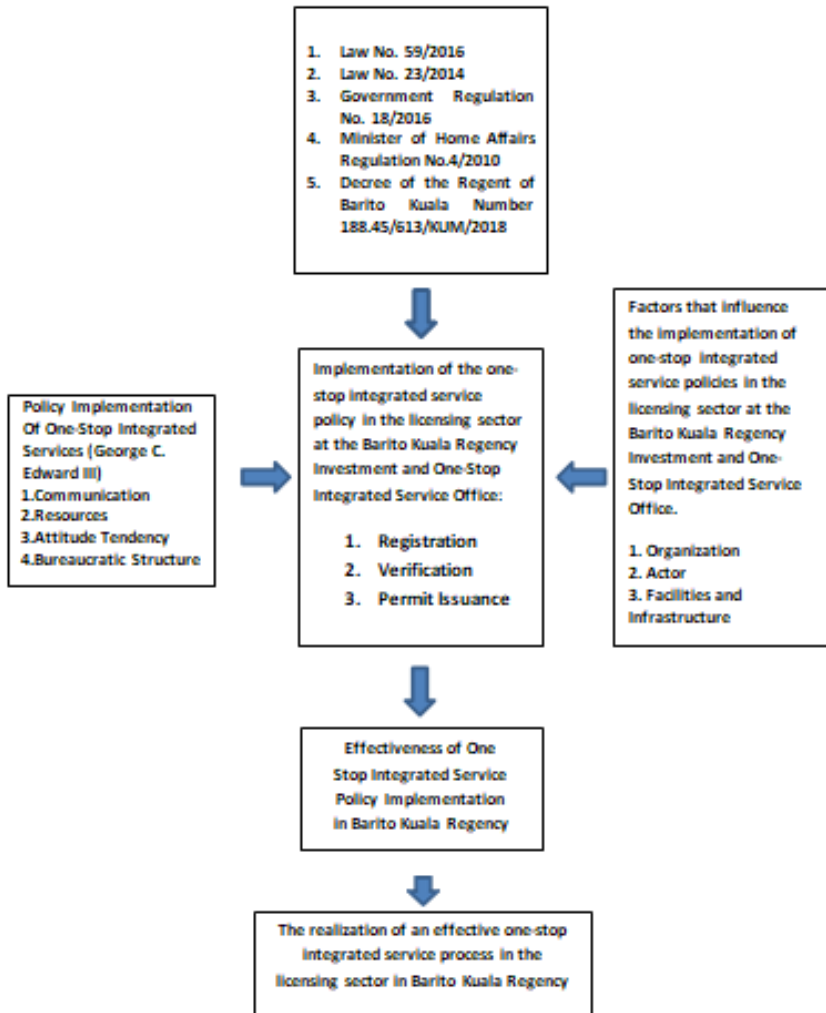 1. Law No. 59/2016
2. Law No. 23/2014
3. Government Regulation
No. 18/2016
4. Minister of Home Affairs
Regulation No.4/2010
5. Decree of the Regent of
Barito Kuala Number
188.45/613/KUM/2018
Policy Implementation
Of One-Stop Integrated
Services (George C.
Edward III)
1.Communication
2.Resources
3.Attitude Tendency
4.Bureaucratic Structure
Implementation of the one-
stop integrated service
policy in the licensing sector
at the Barito Kuala Regency
Investment and One-Stop
Integrated Service Office:
1. Registration
2. Verification
3. Permit Issuance
Factors that influence
the implementation of
one-stop integrated
service policies in the
licensing sector at the
Barito Kuala Regency
Investment and One-
Stop Integrated Service
Office.
1. Organization
2. Actor
3. Facilities and
Infrastructure
Effectiveness of One
Stop Integrated Service
Policy Implementation
in Barito Kuala Regency
The realization of an effective one-stop
integrated service process in the
licensing sector in Barito Kuala Regency